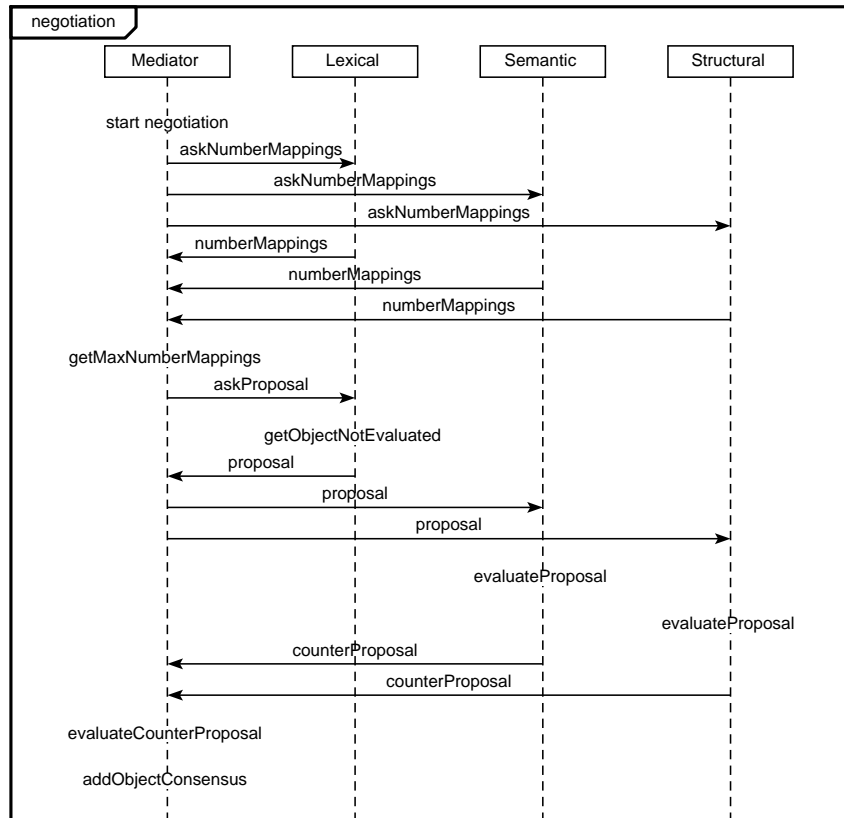 negotiation
Mediator
Lexical
Semantic
Structural
start negotiation
askNumberMappings
askNumberMappings
askNumberMappings
numberMappings
numberMappings
numberMappings
getMaxNumberMappings
askProposal
getObjectNotEvaluated
proposal
proposal
proposal
evaluateProposal
evaluateProposal
counterProposal
counterProposal
evaluateCounterProposal
addObjectConsensus